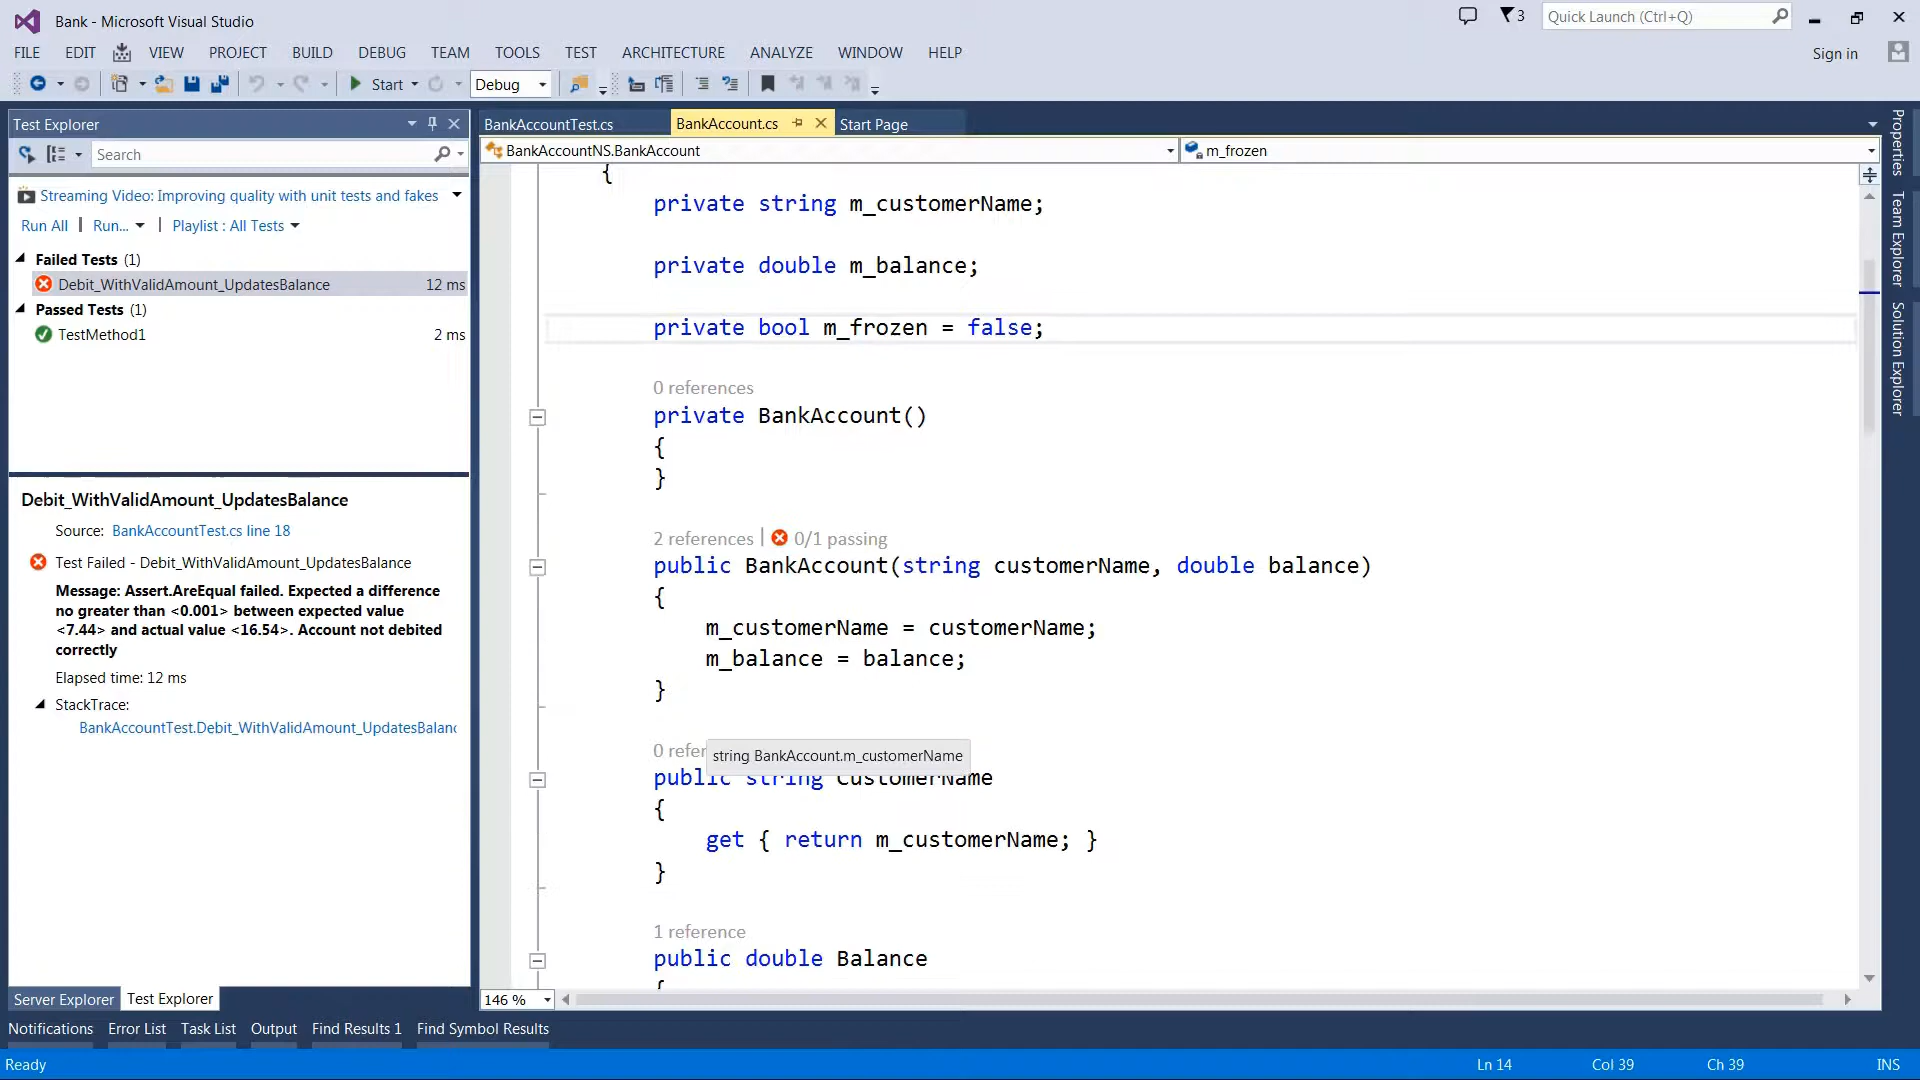 Bank - Microsoft Visual Studio
3
Quick Launch (Ctrl+Q)
FILE EDIT VIEW PROJECT BUILD DEBUG TEAM TOOLS TEST ARCHITECTURE ANALYZE WINDOW HELP
Sign in
Start
Debug
Test Explorer
Search
Streaming Video: Improving quality with unit tests and fakes
Run All | Run... | Playlist : All Tests
Failed Tests (1)
Debit_WithValidAmount_UpdatesBalance 12 ms
Passed Tests (1)
TestMethod1 2 ms
Debit_WithValidAmount_UpdatesBalance
Source: BankAccountTest.cs line 18
Test Failed - Debit_WithValidAmount_UpdatesBalance
Message: Assert.AreEqual failed. Expected a difference
no greater than <0.001> between expected value
<7.44> and actual value <16.54>. Account not debited
correctly
Elapsed time: 12 ms
StackTrace:
BankAccountTest.Debit_WithValidAmount_UpdatesBalanc
Server Explorer Test Explorer
BankAccountTest.cs BankAccount.cs Start Page
BankAccountNS.BankAccount m_frozen
{
private string m_customerName;
private double m_balance;
private bool m_frozen = false;
0 references
private BankAccount()
{
}
2 references | 0/1 passing
public BankAccount(string customerName, double balance)
{
m_customerName = customerName;
m_balance = balance;
}
0 refer
string BankAccount.m_customerName
public string CustomerName
{
get { return m_customerName; }
}
1 reference
public double Balance
{
146 %
Properties
Team Explorer
Solution Explorer
Notifications Error List Task List Output Find Results 1 Find Symbol Results
Ready Ln 14 Col 39 Ch 39 INS